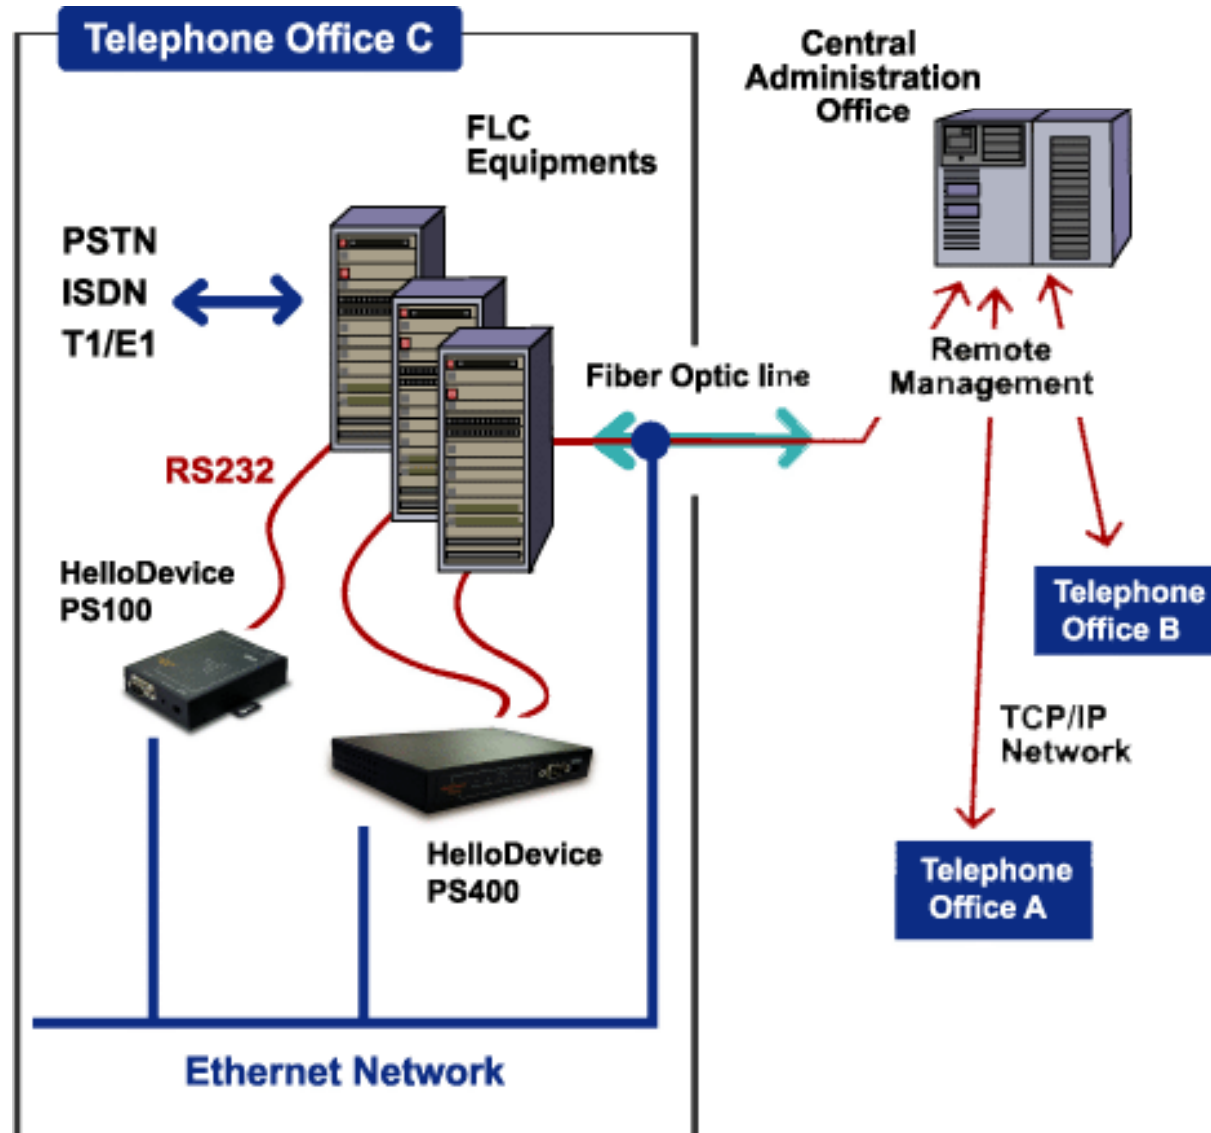 Telephone Office C
Central
Administration
Office
FLC
Equipments
PSTN
ISDN
T1/E1
Remote
Management
Fiber Optic line
RS232
HelloDevice
PS100
Telephone
Office B
TCP/IP
Network
HelloDevice
PS400
Telephone
Office A
Ethernet Network